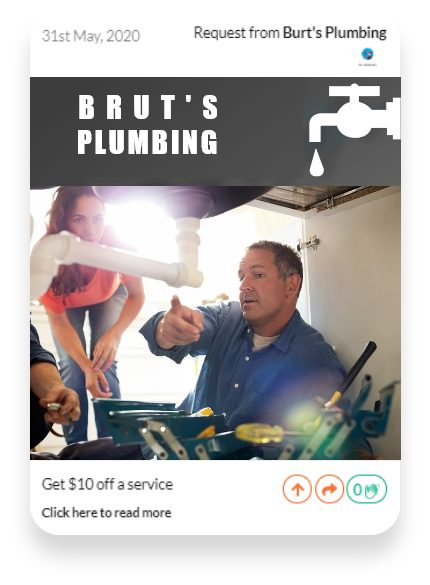 31st May, 2020
Request from Burt's Plumbing
BRUT'S
PLUMBING
Get $10 off a service
0
Click here to read more